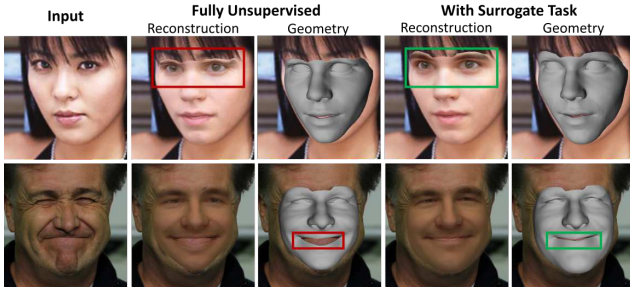 Input
Fully Unsupervised
With Surrogate Task
Reconstruction
Geometry
Reconstruction
Geometry